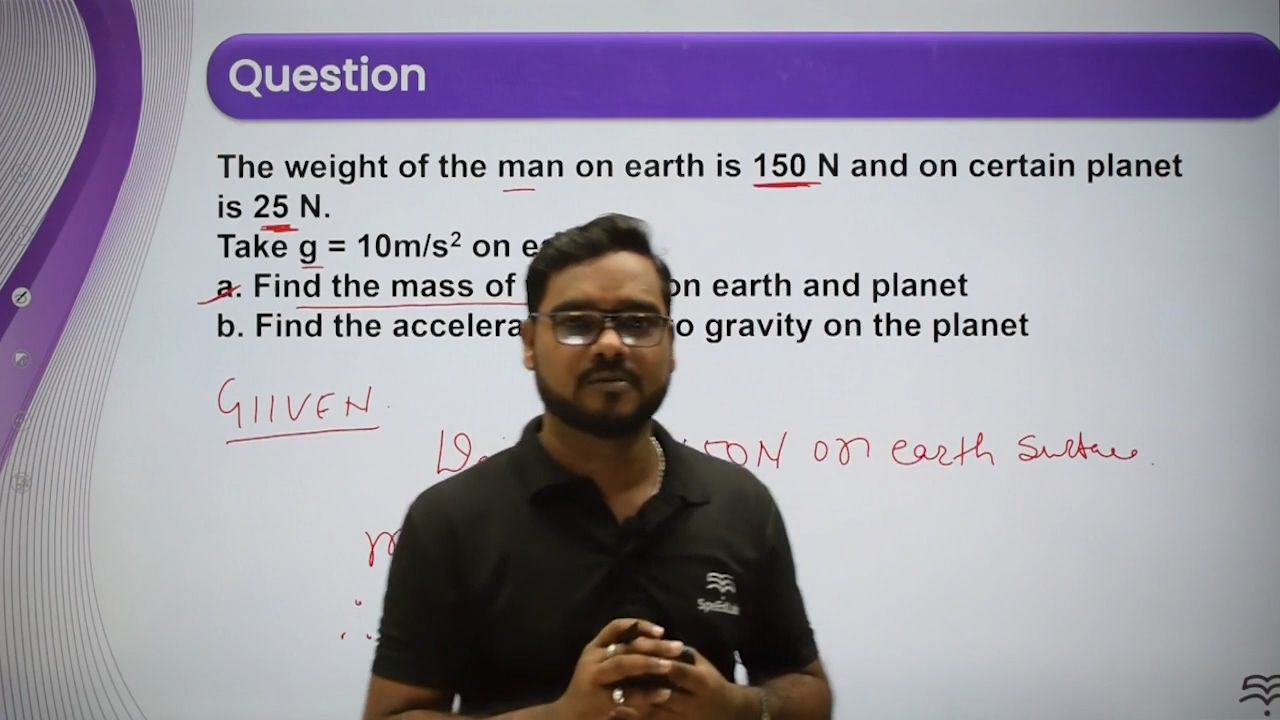 Question
The weight of the man on earth is 150 N and on certain planet
is 25 N.
Take g = 10m/s² on
a. Find the mass of on earth and planet
b. Find the gravity on the planet
GIIVEN.
N on earth surface.